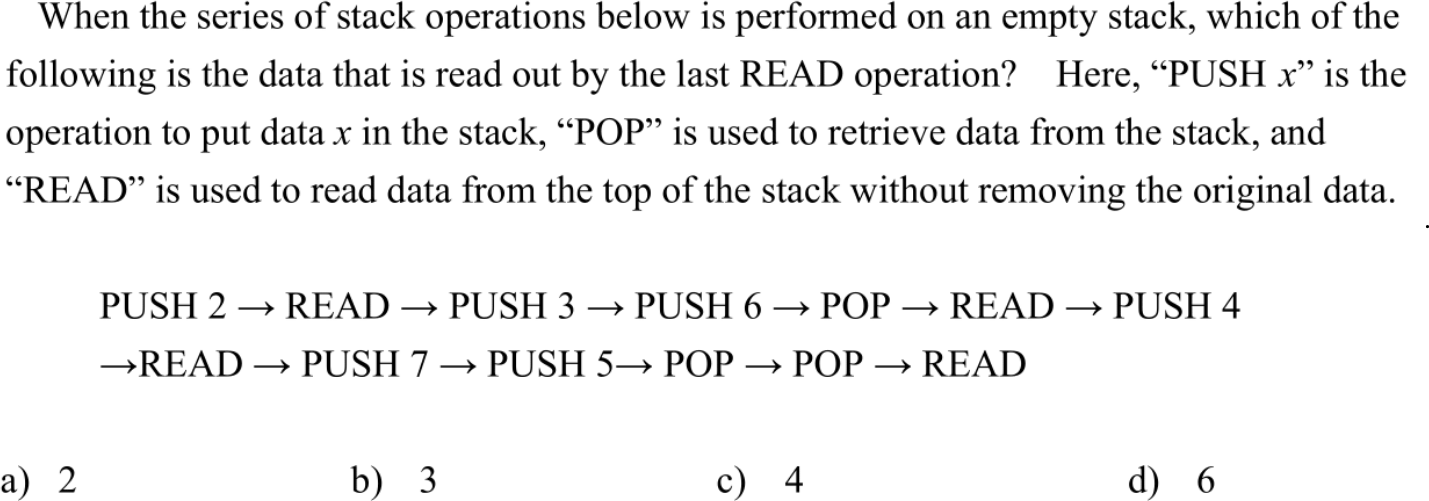 When the series of stack operations below is performed on an empty stack, which of the
following is the data that is read out by the last READ operation? Here, “PUSH x” is the
operation to put data x in the stack, “POP” is used to retrieve data from the stack, and
“READ” is used to read data from the top of the stack without removing the original data.
PUSH 2 → READ → PUSH 3 → PUSH 6 → POP → READ → PUSH 4
→READ → PUSH 7 → PUSH 5→ POP → POP → READ
a) 2 b) 3 c) 4 d) 6